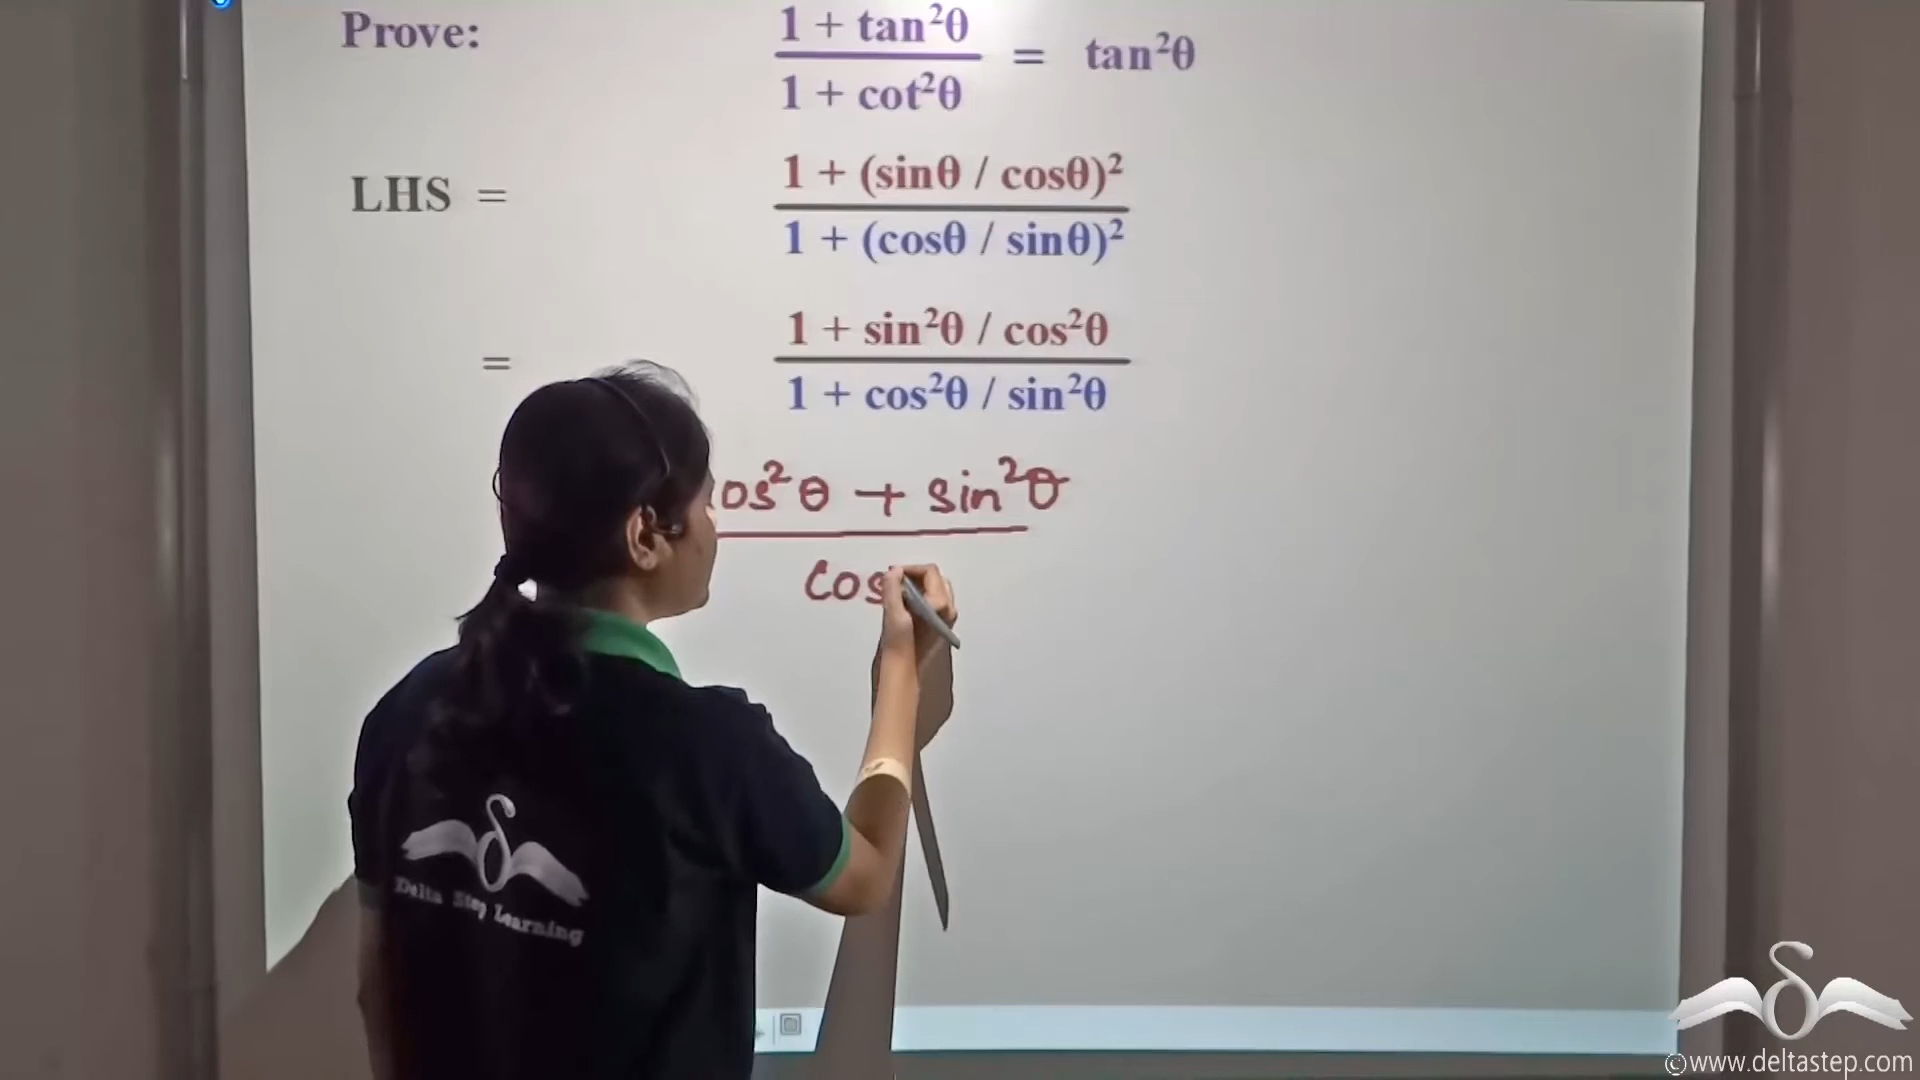 Prove:
1 + tan²θ
= tan²θ
1 + cot²θ
LHS =
1 + (sinθ / cosθ)²
1 + (cosθ / sinθ)²
=
1 + sin²θ / cos²θ
1 + cos²θ / sin²θ
os²θ + sin²θ
cos
Delta Step Learning
©www.deltastep.com